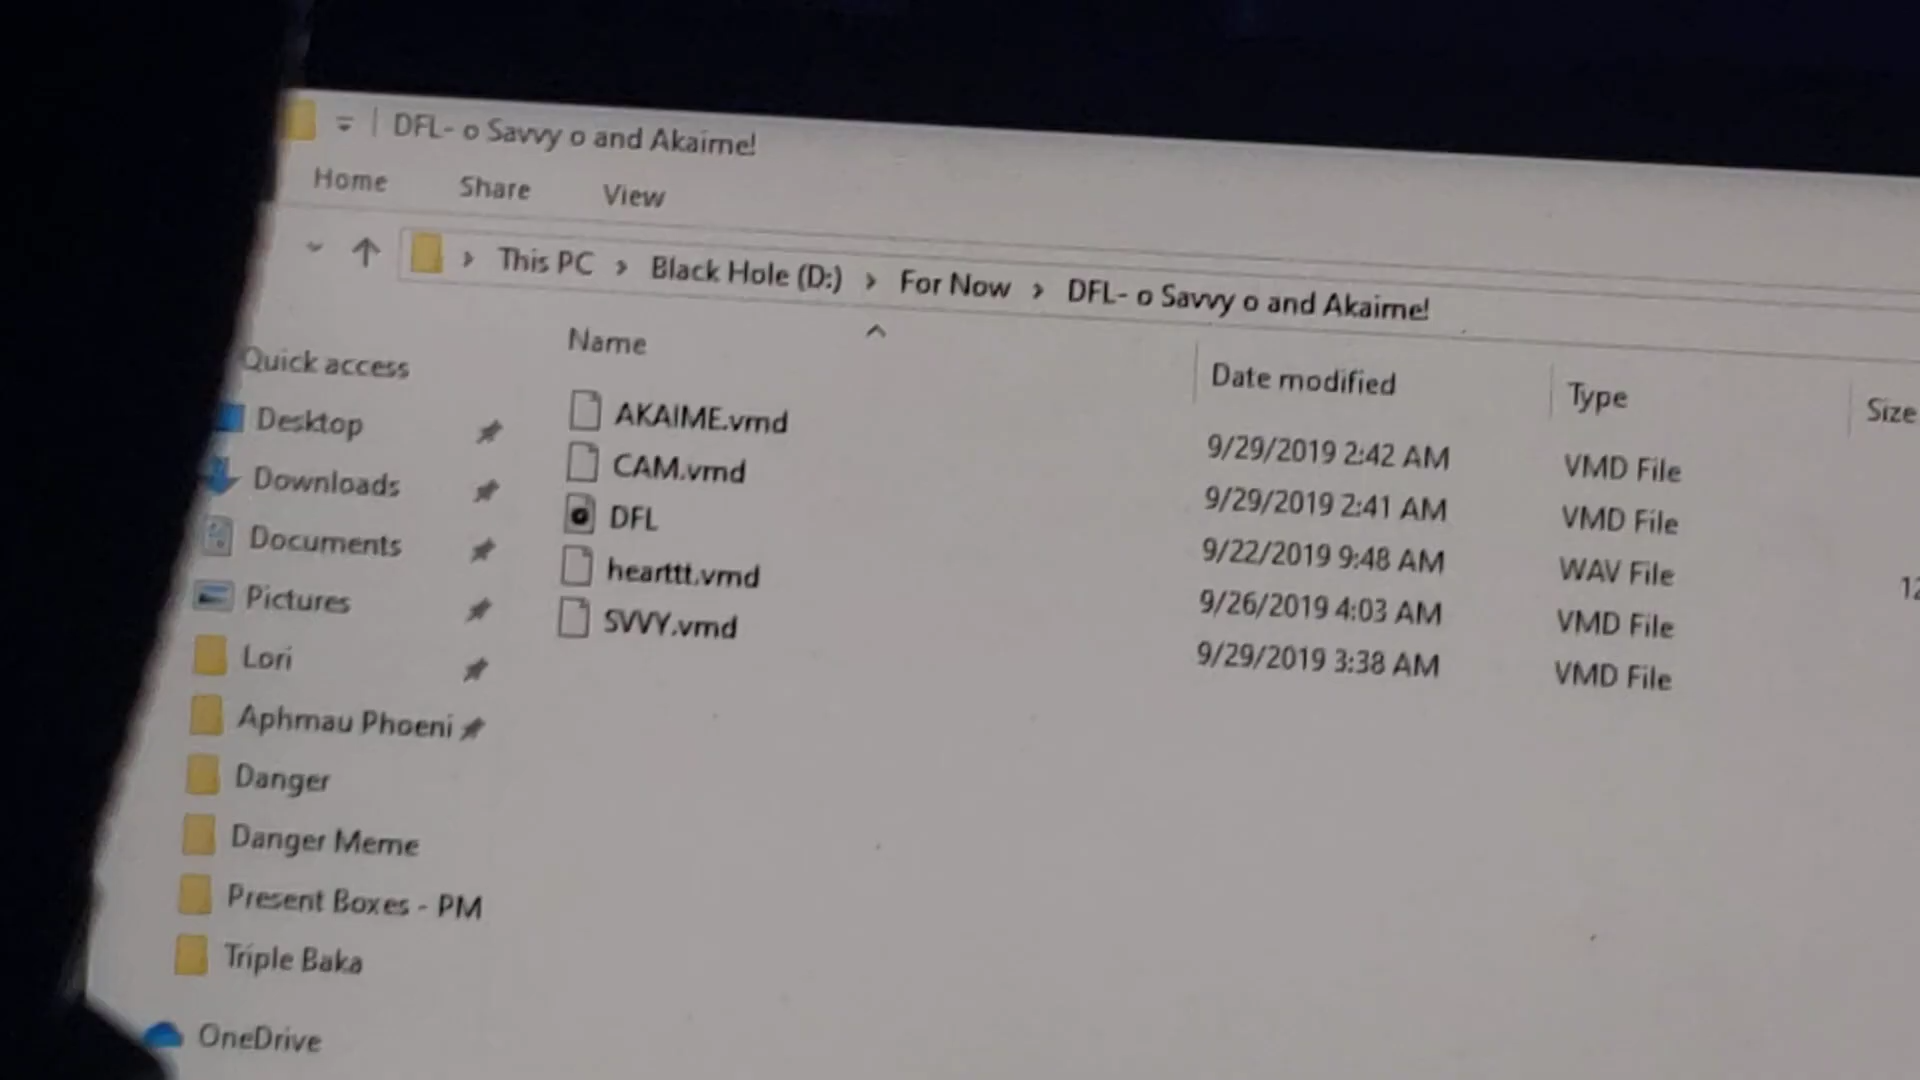 DFL- o Savvy o and Akaime!
Home Share View
This PC > Black Hole (D:) > For Now > DFL- o Savvy o and Akaime!
Name Date modified Type Size
Quick access
Desktop
Downloads
Documents
Pictures
Lori
Aphmau Phoeni
Danger
Danger Meme
Present Boxes - PM
Triple Baka
OneDrive
AKAIME.vmd 9/29/2019 2:42 AM VMD File
CAM.vmd 9/29/2019 2:41 AM VMD File
DFL 9/22/2019 9:48 AM WAV File 12
hearttt.vmd 9/26/2019 4:03 AM VMD File
SVVY.vmd 9/29/2019 3:38 AM VMD File